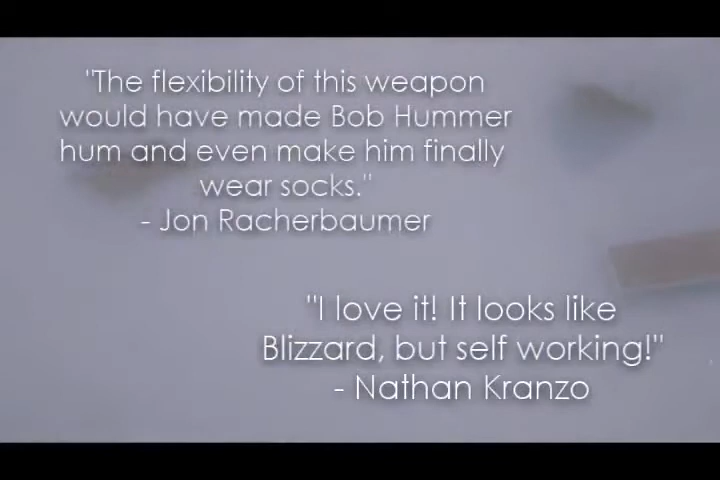 "The flexibility of this weapon
would have made Bob Hummer
hum and even make him finally
wear socks."
- Jon Racherbaumer
"I love it! It looks like
Blizzard, but self working!"
- Nathan Kranzo